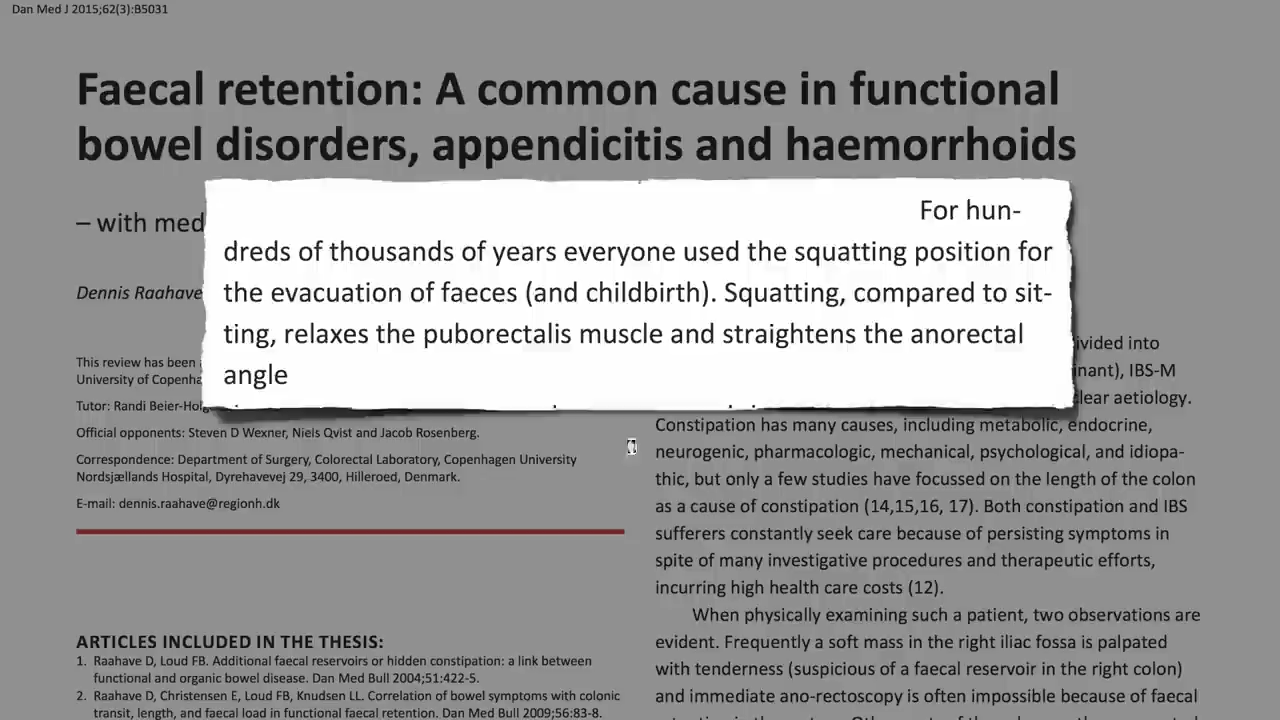 Dan Med J 2015;62(3):B5031
Faecal retention: A common cause in functional
bowel disorders, appendicitis and haemorrhoids
– with med
For hun-
dreds of thousands of years everyone used the squatting position for
the evacuation of faeces (and childbirth). Squatting, compared to sit-
ting, relaxes the puborectalis muscle and straightens the anorectal
angle
Dennis Raahave
This review has been
University of Copenha
Tutor: Randi Beier-Holg
Official opponents: Steven D Wexner, Niels Qvist and Jacob Rosenberg.
Correspondence: Department of Surgery, Colorectal Laboratory, Copenhagen University
Nordsjællands Hospital, Dyrehavevej 29, 3400, Hilleroed, Denmark.
E-mail: dennis.raahave@regionh.dk
ARTICLES INCLUDED IN THE THESIS:
1. Raahave D, Loud FB. Additional faecal reservoirs or hidden constipation: a link between
functional and organic bowel disease. Dan Med Bull 2004;51:422-5.
2. Raahave D, Christensen E, Loud FB, Knudsen LL. Correlation of bowel symptoms with colonic
transit, length, and faecal load in functional faecal retention. Dan Med Bull 2009;56:83-8.
ivided into
nant), IBS-M
lear aetiology.
Constipation has many causes, including metabolic, endocrine,
neurogenic, pharmacologic, mechanical, psychological, and idiopa-
thic, but only a few studies have focussed on the length of the colon
as a cause of constipation (14,15,16, 17). Both constipation and IBS
sufferers constantly seek care because of persisting symptoms in
spite of many investigative procedures and therapeutic efforts,
incurring high health care costs (12).
When physically examining such a patient, two observations are
evident. Frequently a soft mass in the right iliac fossa is palpated
with tenderness (suspicious of a faecal reservoir in the right colon)
and immediate ano-rectoscopy is often impossible because of faecal